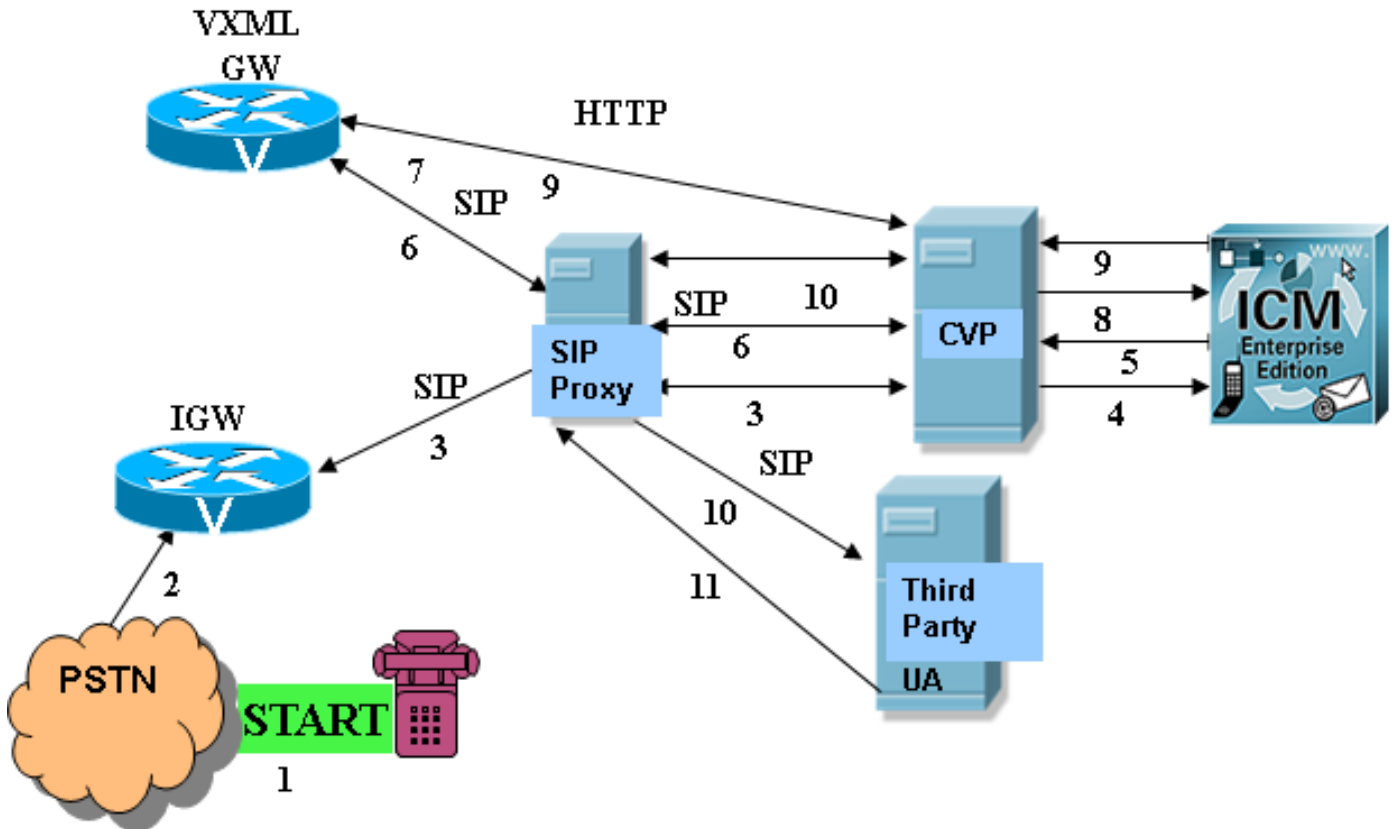 VXML
GW
V
HTTP
7
9
SIP
6
SIP
10
6
3
SIP
Proxy
CVP
9
8
5
4
www.
ICM
Enterprise
Edition
@
SIP
3
IGW
V
SIP
10
11
Third
Party
UA
2
PSTN
START
1